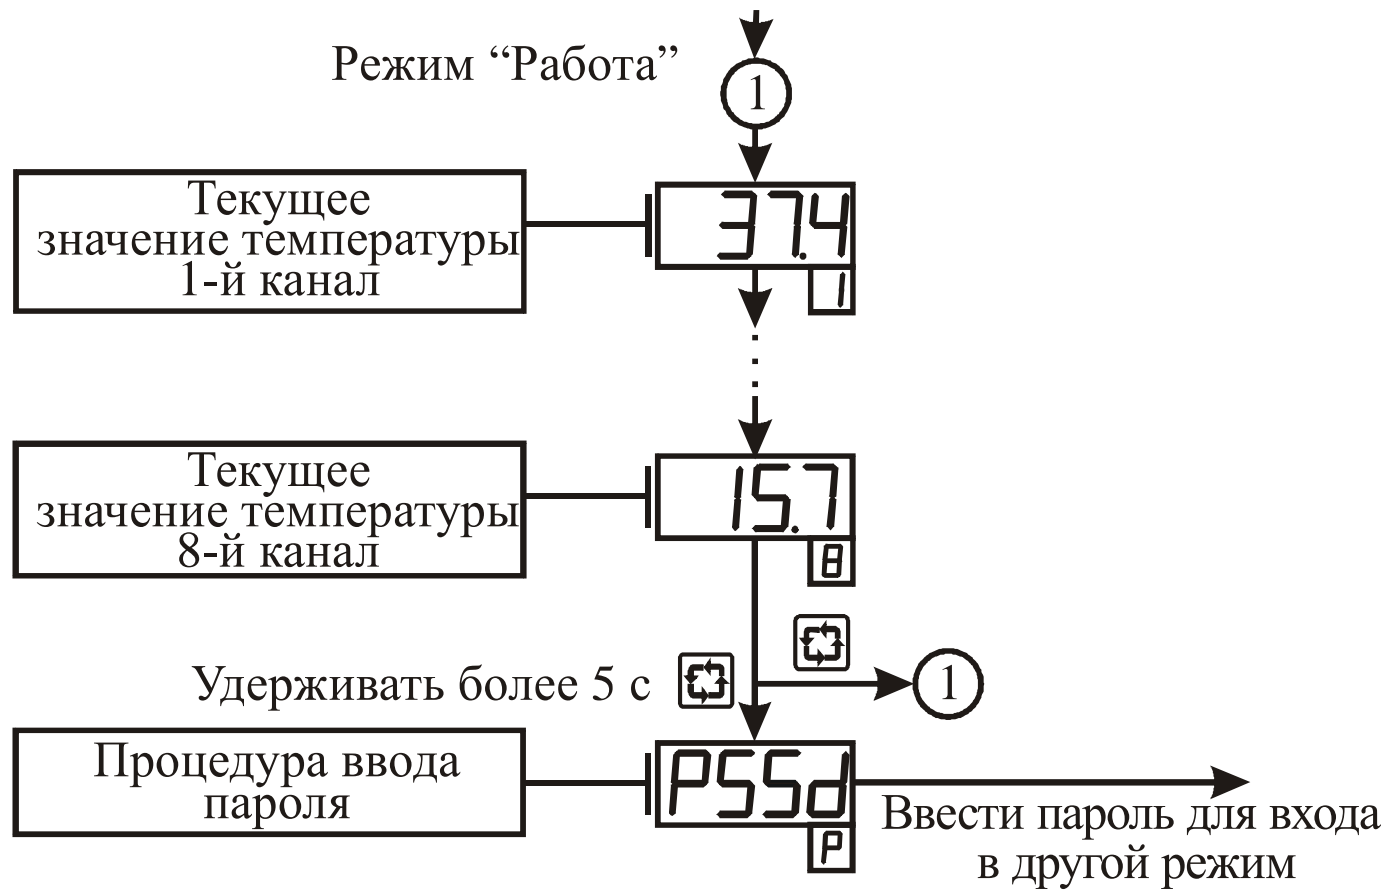 Режим “Работа”
1
Текущее
значение температуры
1-й канал
37.4
1
Текущее
значение температуры
8-й канал
15.7
8
Удерживать более 5 с
1
Процедура ввода
пароля
PSSd
P
Ввести пароль для входа
в другой режим